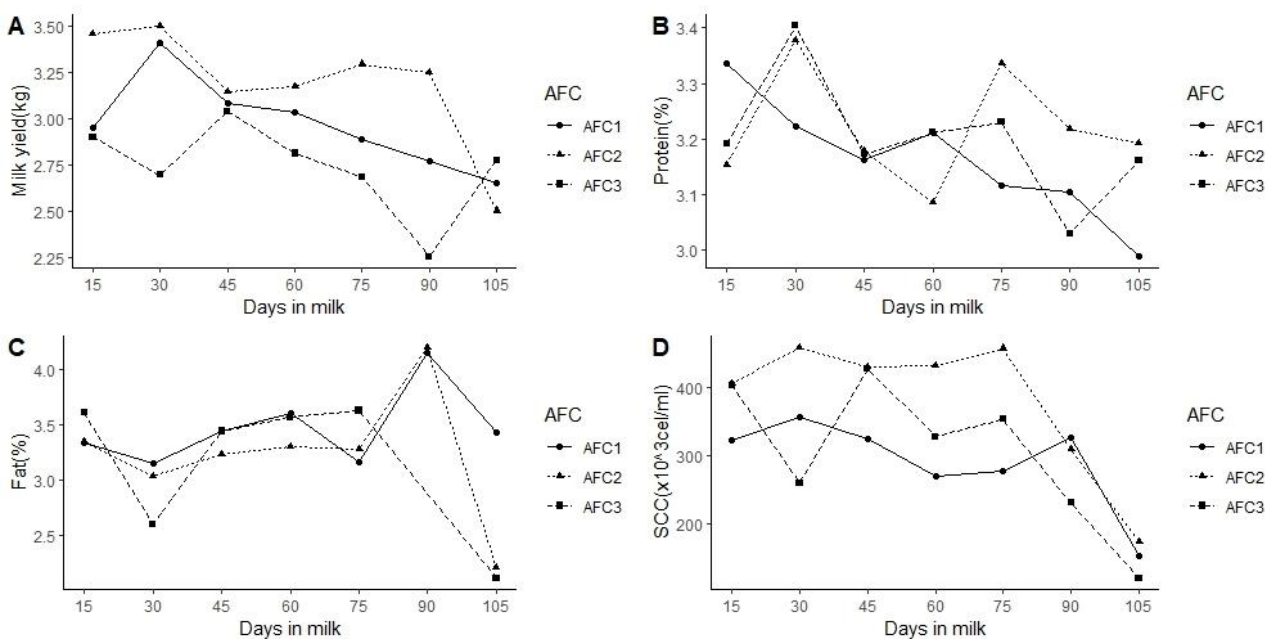 A
Milk yield(kg)
3.50
3.25
3.00
2.75
2.50
2.25
15 30 45 60 75 90 105
Days in milk
AFC
AFC1
AFC2
AFC3
B
Protein(%)
3.4
3.3
3.2
3.1
3.0
15 30 45 60 75 90 105
Days in milk
AFC
AFC1
AFC2
AFC3
C
Fat(%)
4.0
3.5
3.0
2.5
15 30 45 60 75 90 105
Days in milk
AFC
AFC1
AFC2
AFC3
D
SCC(x10^3cel/ml)
400
300
200
15 30 45 60 75 90 105
Days in milk
AFC
AFC1
AFC2
AFC3